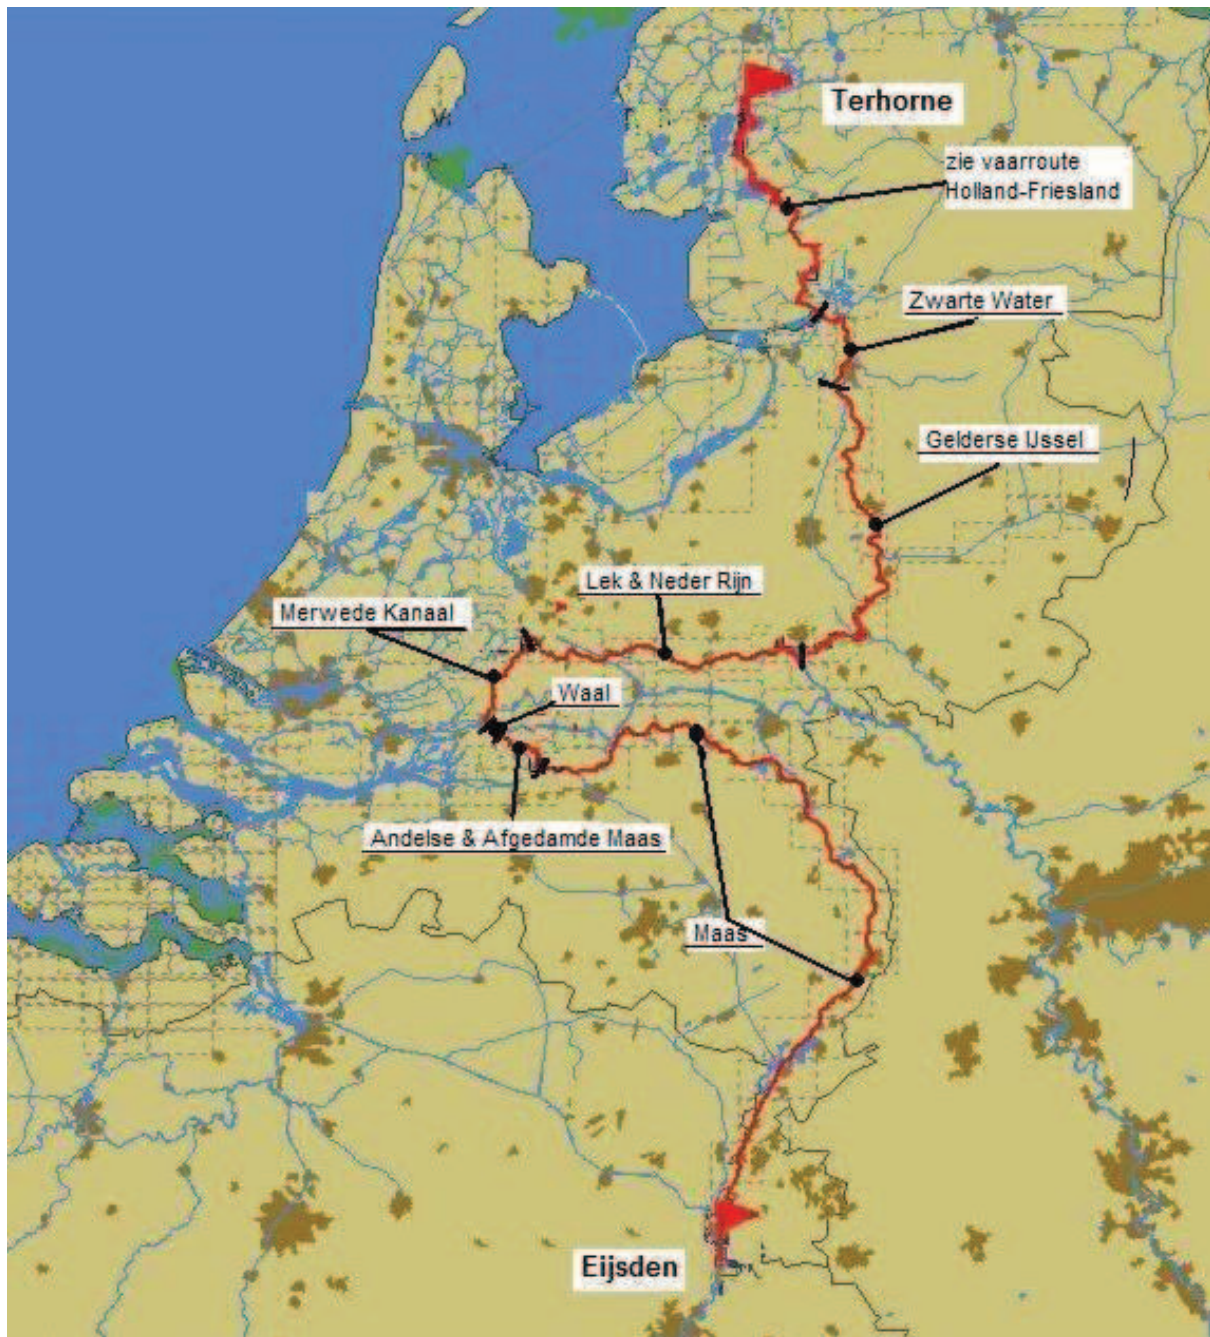 Terhorne
zie vaarroute
Holland-Friesland
Zwarte Water
Gelderse IJssel
Lek & Neder Rijn
Merwede Kanaal
Waal
Andelse & Afgedamde Maas
Maas
Eijsden